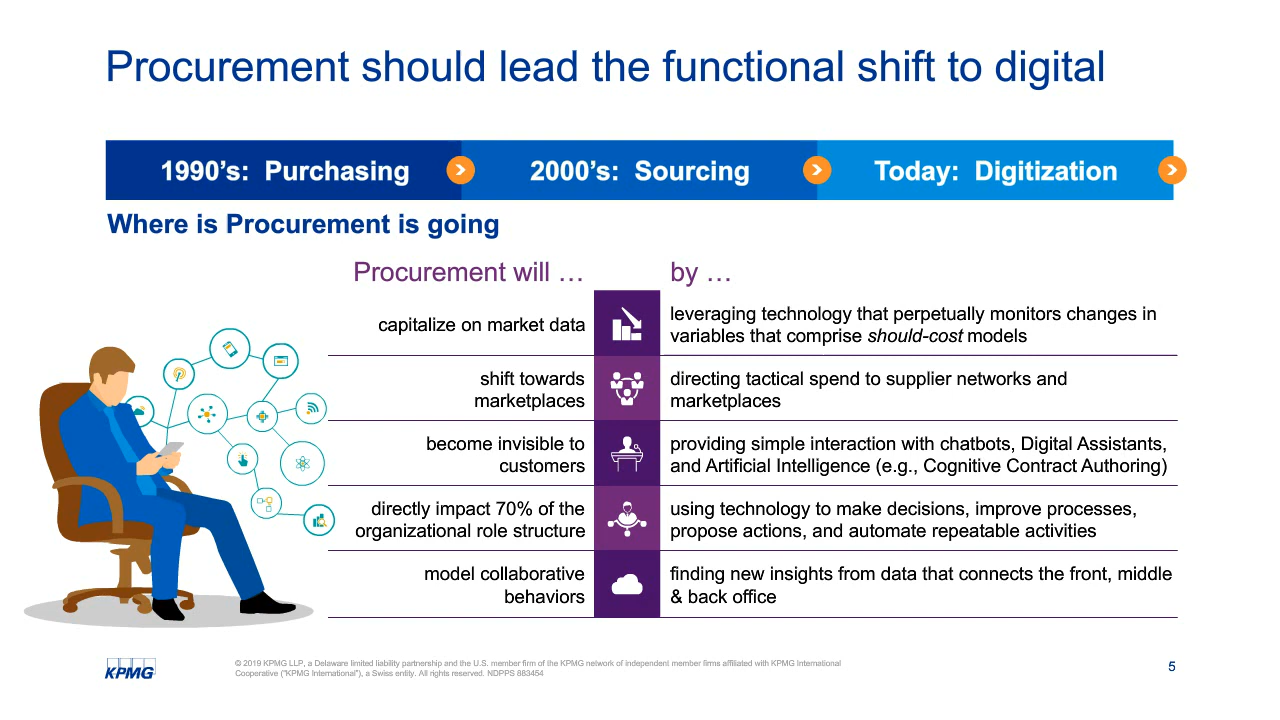 Procurement should lead the functional shift to digital
1990’s:  Purchasing
2000’s:  Sourcing
Today:  Digitization
Where is Procurement is going
Procurement will …
by …
capitalize on market data
leveraging technology that perpetually monitors changes in
variables that comprise should-cost models
shift towards
marketplaces
directing tactical spend to supplier networks and
marketplaces
become invisible to
customers
providing simple interaction with chatbots, Digital Assistants,
and Artificial Intelligence (e.g., Cognitive Contract Authoring)
directly impact 70% of the
organizational role structure
using technology to make decisions, improve processes,
propose actions, and automate repeatable activities
model collaborative
behaviors
finding new insights from data that connects the front, middle
& back office
KPMG
© 2019 KPMG LLP, a Delaware limited liability partnership and the U.S. member firm of the KPMG network of independent member firms affiliated with KPMG International
Cooperative (“KPMG International”), a Swiss entity. All rights reserved. NDPPS 883454
5